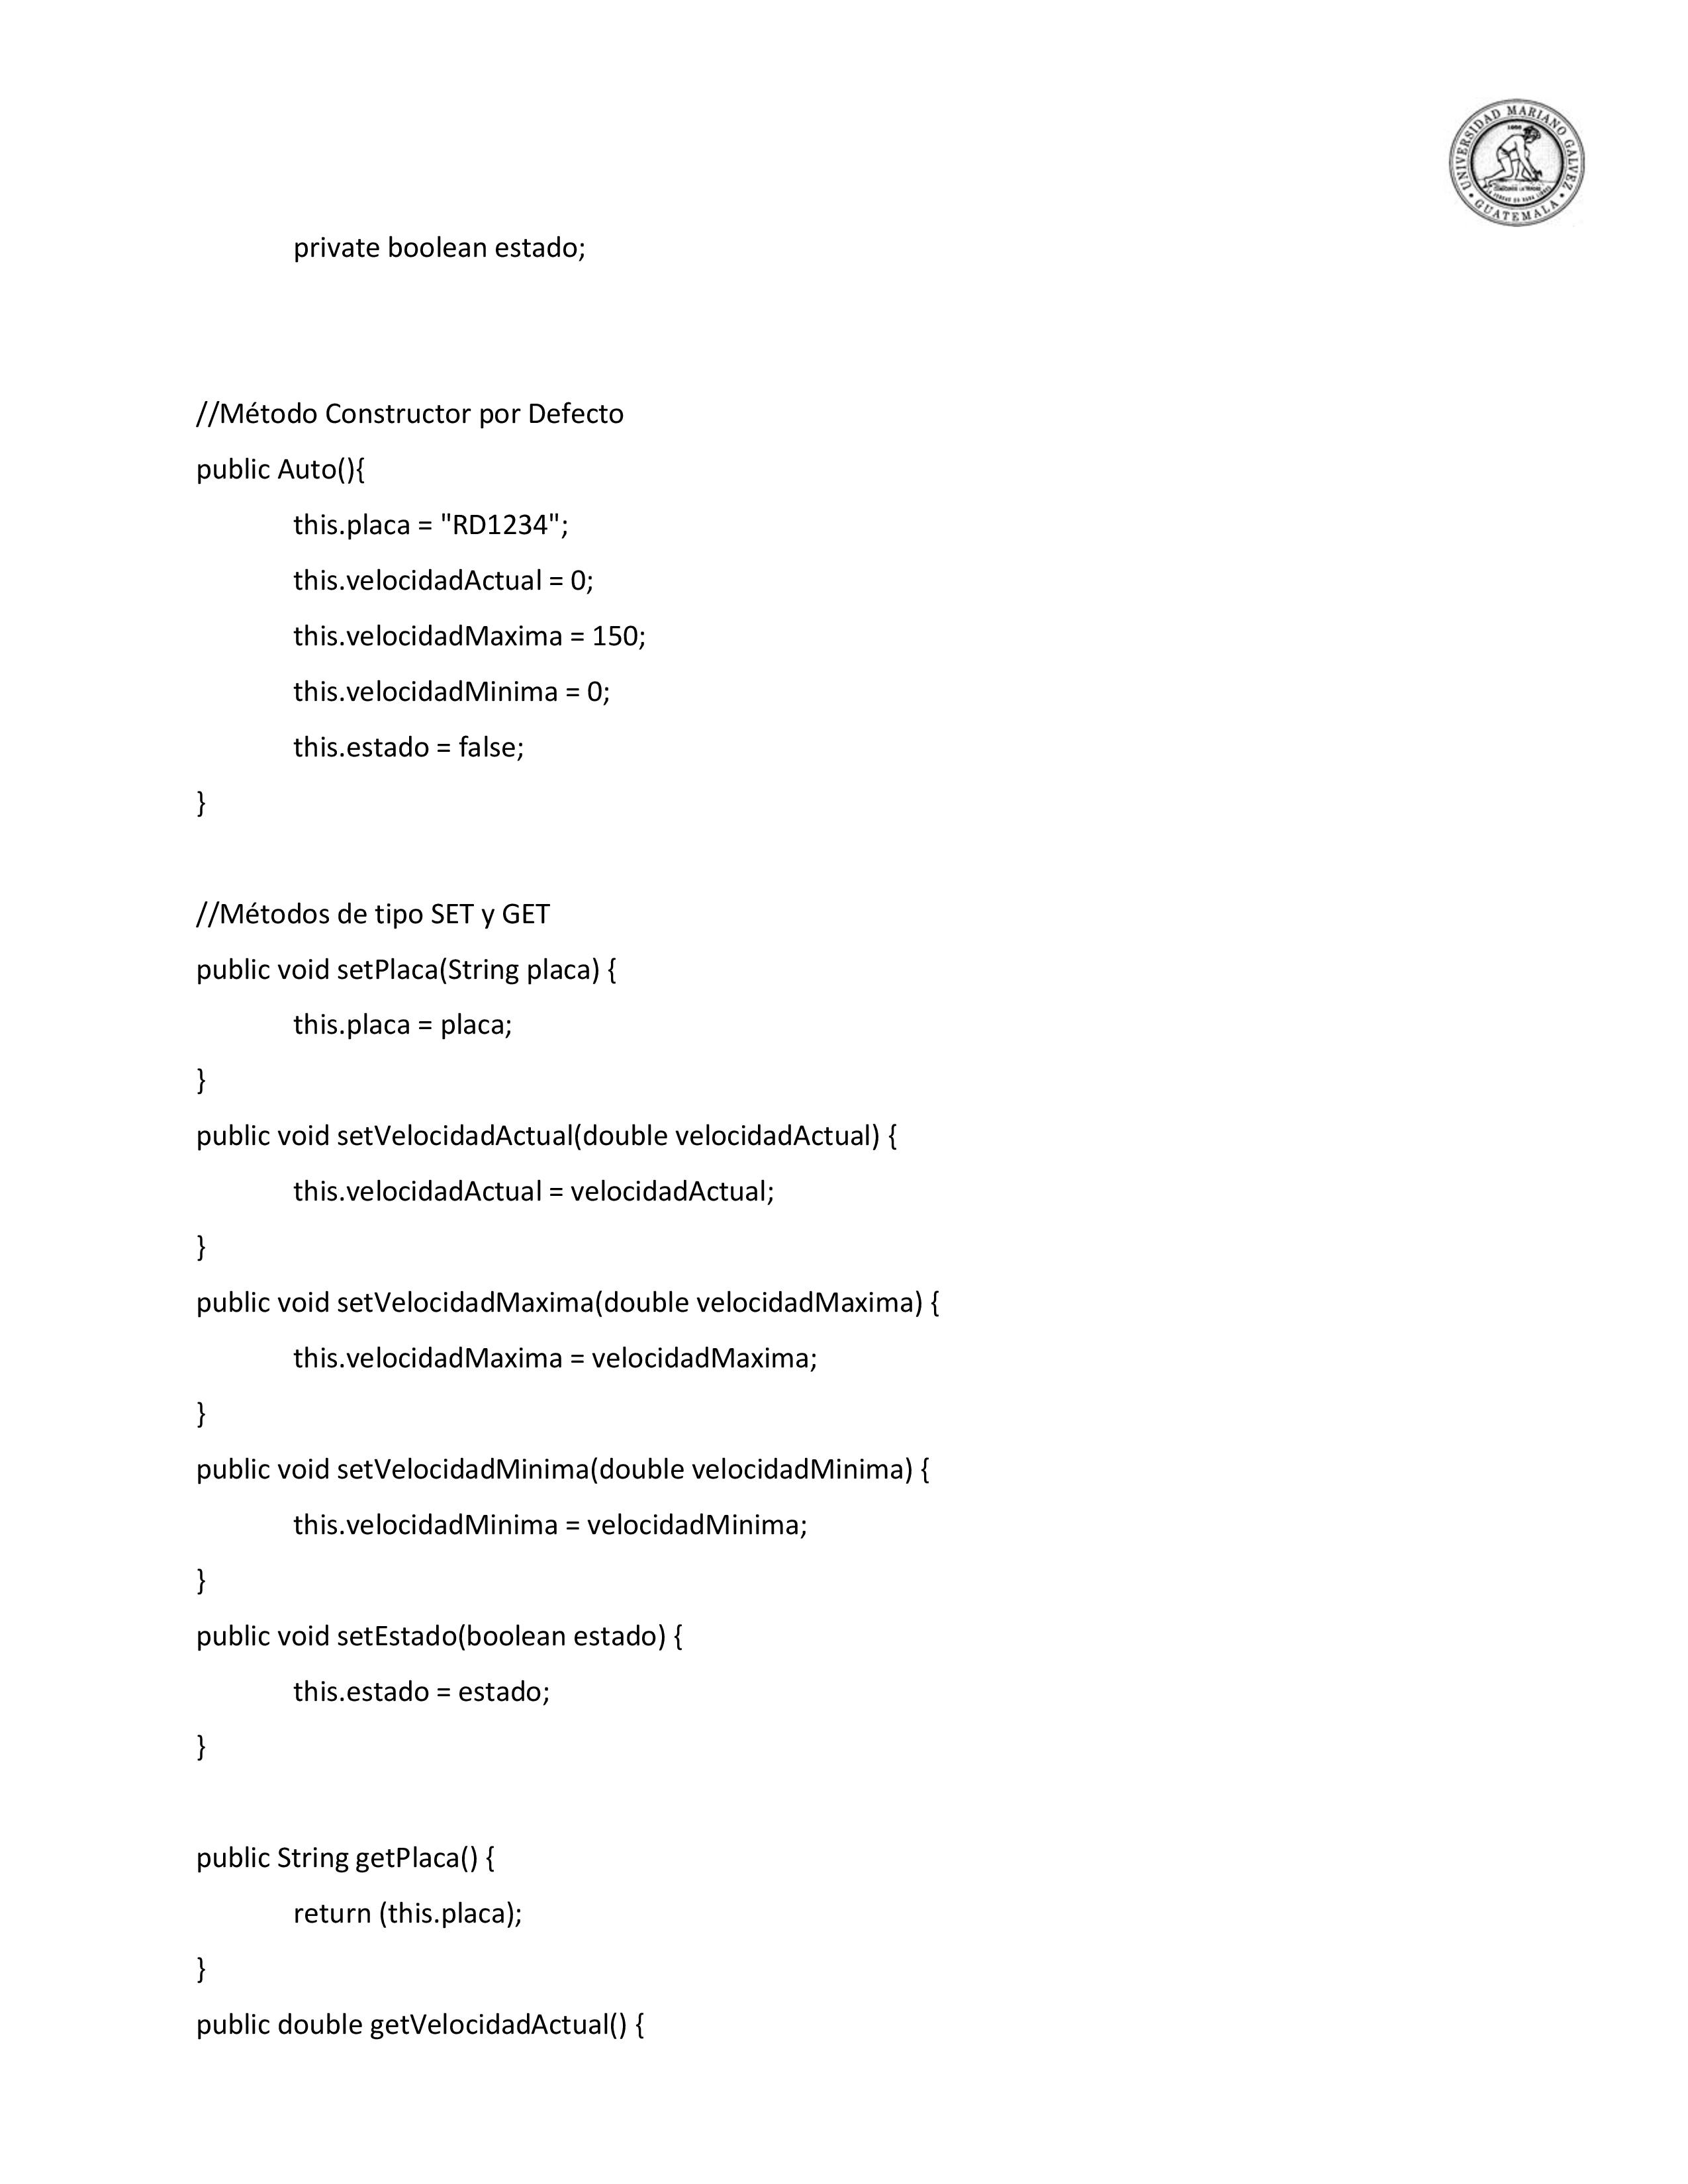 UNIVERSIDAD MARIANO GALVEZ
GUATEMALA
private boolean estado;
//Método Constructor por Defecto
public Auto(){
this.placa = "RD1234";
this.velocidadActual = 0;
this.velocidadMaxima = 150;
this.velocidadMinima = 0;
this.estado = false;
}
//Métodos de tipo SET y GET
public void setPlaca(String placa) {
this.placa = placa;
}
public void setVelocidadActual(double velocidadActual) {
this.velocidadActual = velocidadActual;
}
public void setVelocidadMaxima(double velocidadMaxima) {
this.velocidadMaxima = velocidadMaxima;
}
public void setVelocidadMinima(double velocidadMinima) {
this.velocidadMinima = velocidadMinima;
}
public void setEstado(boolean estado) {
this.estado = estado;
}
public String getPlaca() {
return (this.placa);
}
public double getVelocidadActual() {